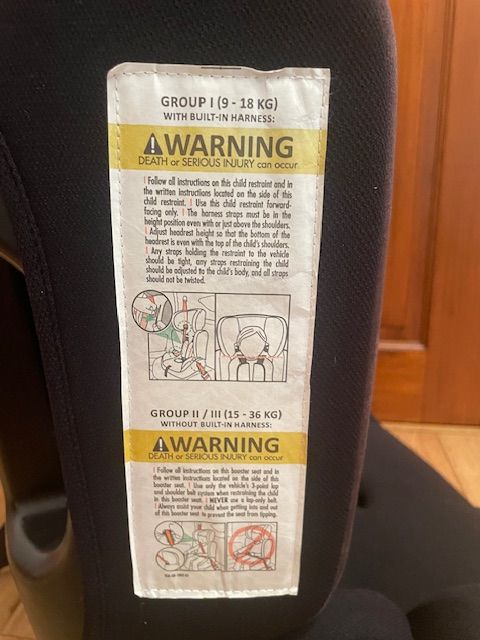 GROUP I (9 - 18 KG)
WITH BUILT-IN HARNESS:
WARNING
DEATH or SERIOUS INJURY can occur
! Follow all instructions on this child restraint and in
the written instructions located on the side of this
child restraint. ! Use this child restraint forward-
facing only. ! The harness straps must be in the
height position even with or just above the shoulders.
! Adjust headrest height so that the bottom of the
headrest is even with the top of the child's shoulders.
! Any straps holding the restraint to the vehicle
should be tight, any straps restraining the child
should be adjusted to the child's body, and all straps
should not be twisted.
GROUP II / III (15 - 36 KG)
WITHOUT BUILT-IN HARNESS:
WARNING
DEATH or SERIOUS INJURY can occur
! Follow all instructions on this booster seat and in
the written instructions located on the side of this
booster seat. ! Use only the vehicle's 3-point lap
and shoulder belt system when restraining the child
in this booster seat. ! NEVER use a lap-only belt.
! Always assist your child when getting into and out
of this booster seat to prevent the seat from tipping.